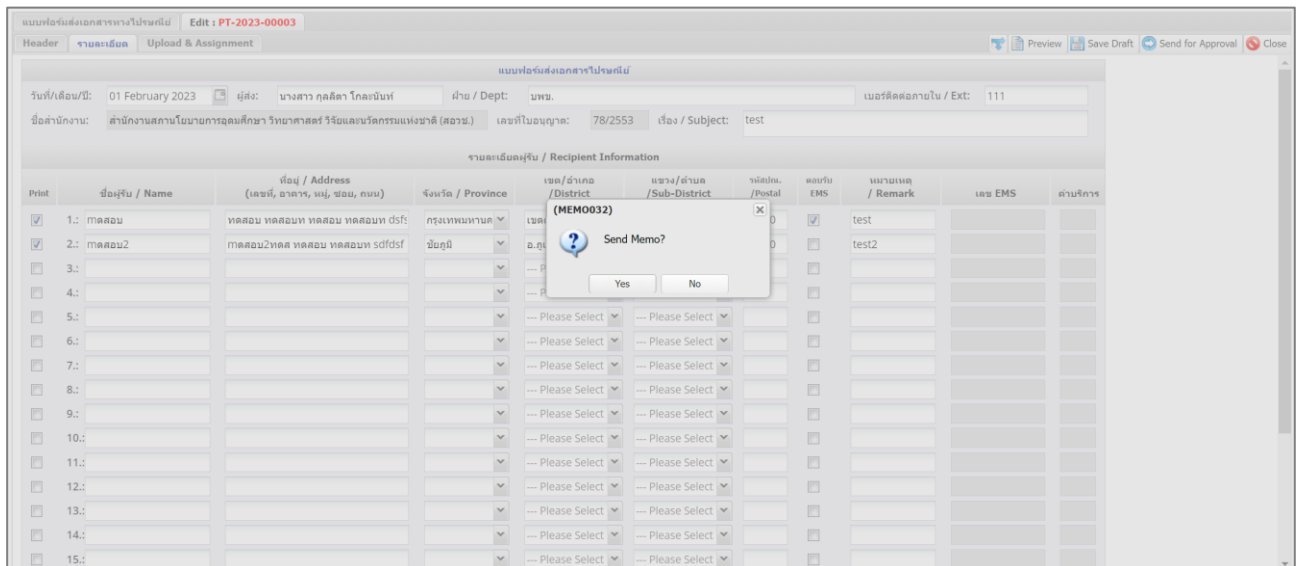 แบบฟอร์มส่งเอกสารทางไปรษณีย์ Edit : PT-2023-00003
Header รายละเอียด Upload & Assignment Preview Save Draft Send for Approval Close
แบบฟอร์มส่งเอกสารไปรษณีย์
วันที่/เดือน/ปี: 01 February 2023 ผู้ส่ง: นางสาว กุลลิตา โกละนันท์ ฝ่าย / Dept: บพข. เบอร์ติดต่อภายใน / Ext: 111
ชื่อสำนักงาน: สำนักงานสภานโยบายการอุดมศึกษา วิทยาศาสตร์ วิจัยและนวัตกรรมแห่งชาติ (สอวช.) เลขที่ใบอนุญาต: 78/2553 เรื่อง / Subject: test
รายละเอียดผู้รับ / Recipient Information
Print ชื่อผู้รับ / Name ที่อยู่ / Address (เลขที่, อาคาร, หมู่, ซอย, ถนน) จังหวัด / Province เขต/อำเภอ /District แขวง/ตำบล /Sub-District รหัสปณ. /Postal ตอบรับ EMS หมายเหตุ / Remark เลข EMS ค่าบริการ
(MEMO032)
1.: ทดสอบ ทดสอบ ทดสอบท ทดสอบ ทดสอบท dsfs กรุงเทพมหานค เขต 0 test
Send Memo?
2.: ทดสอบ2 ทดสอบ2ทดส ทดสอบ ทดสอบท sdfdsf ชัยภูมิ 0 test2
3.: --- P
Yes No
4.: --- P
5.: --- Please Select --- Please Select
6.: --- Please Select --- Please Select
7.: --- Please Select --- Please Select
8.: --- Please Select --- Please Select
9.: --- Please Select --- Please Select
10.: --- Please Select --- Please Select
11.: --- Please Select --- Please Select
12.: --- Please Select --- Please Select
13.: --- Please Select --- Please Select
14.: --- Please Select --- Please Select
15.: --- Please Select --- Please Select